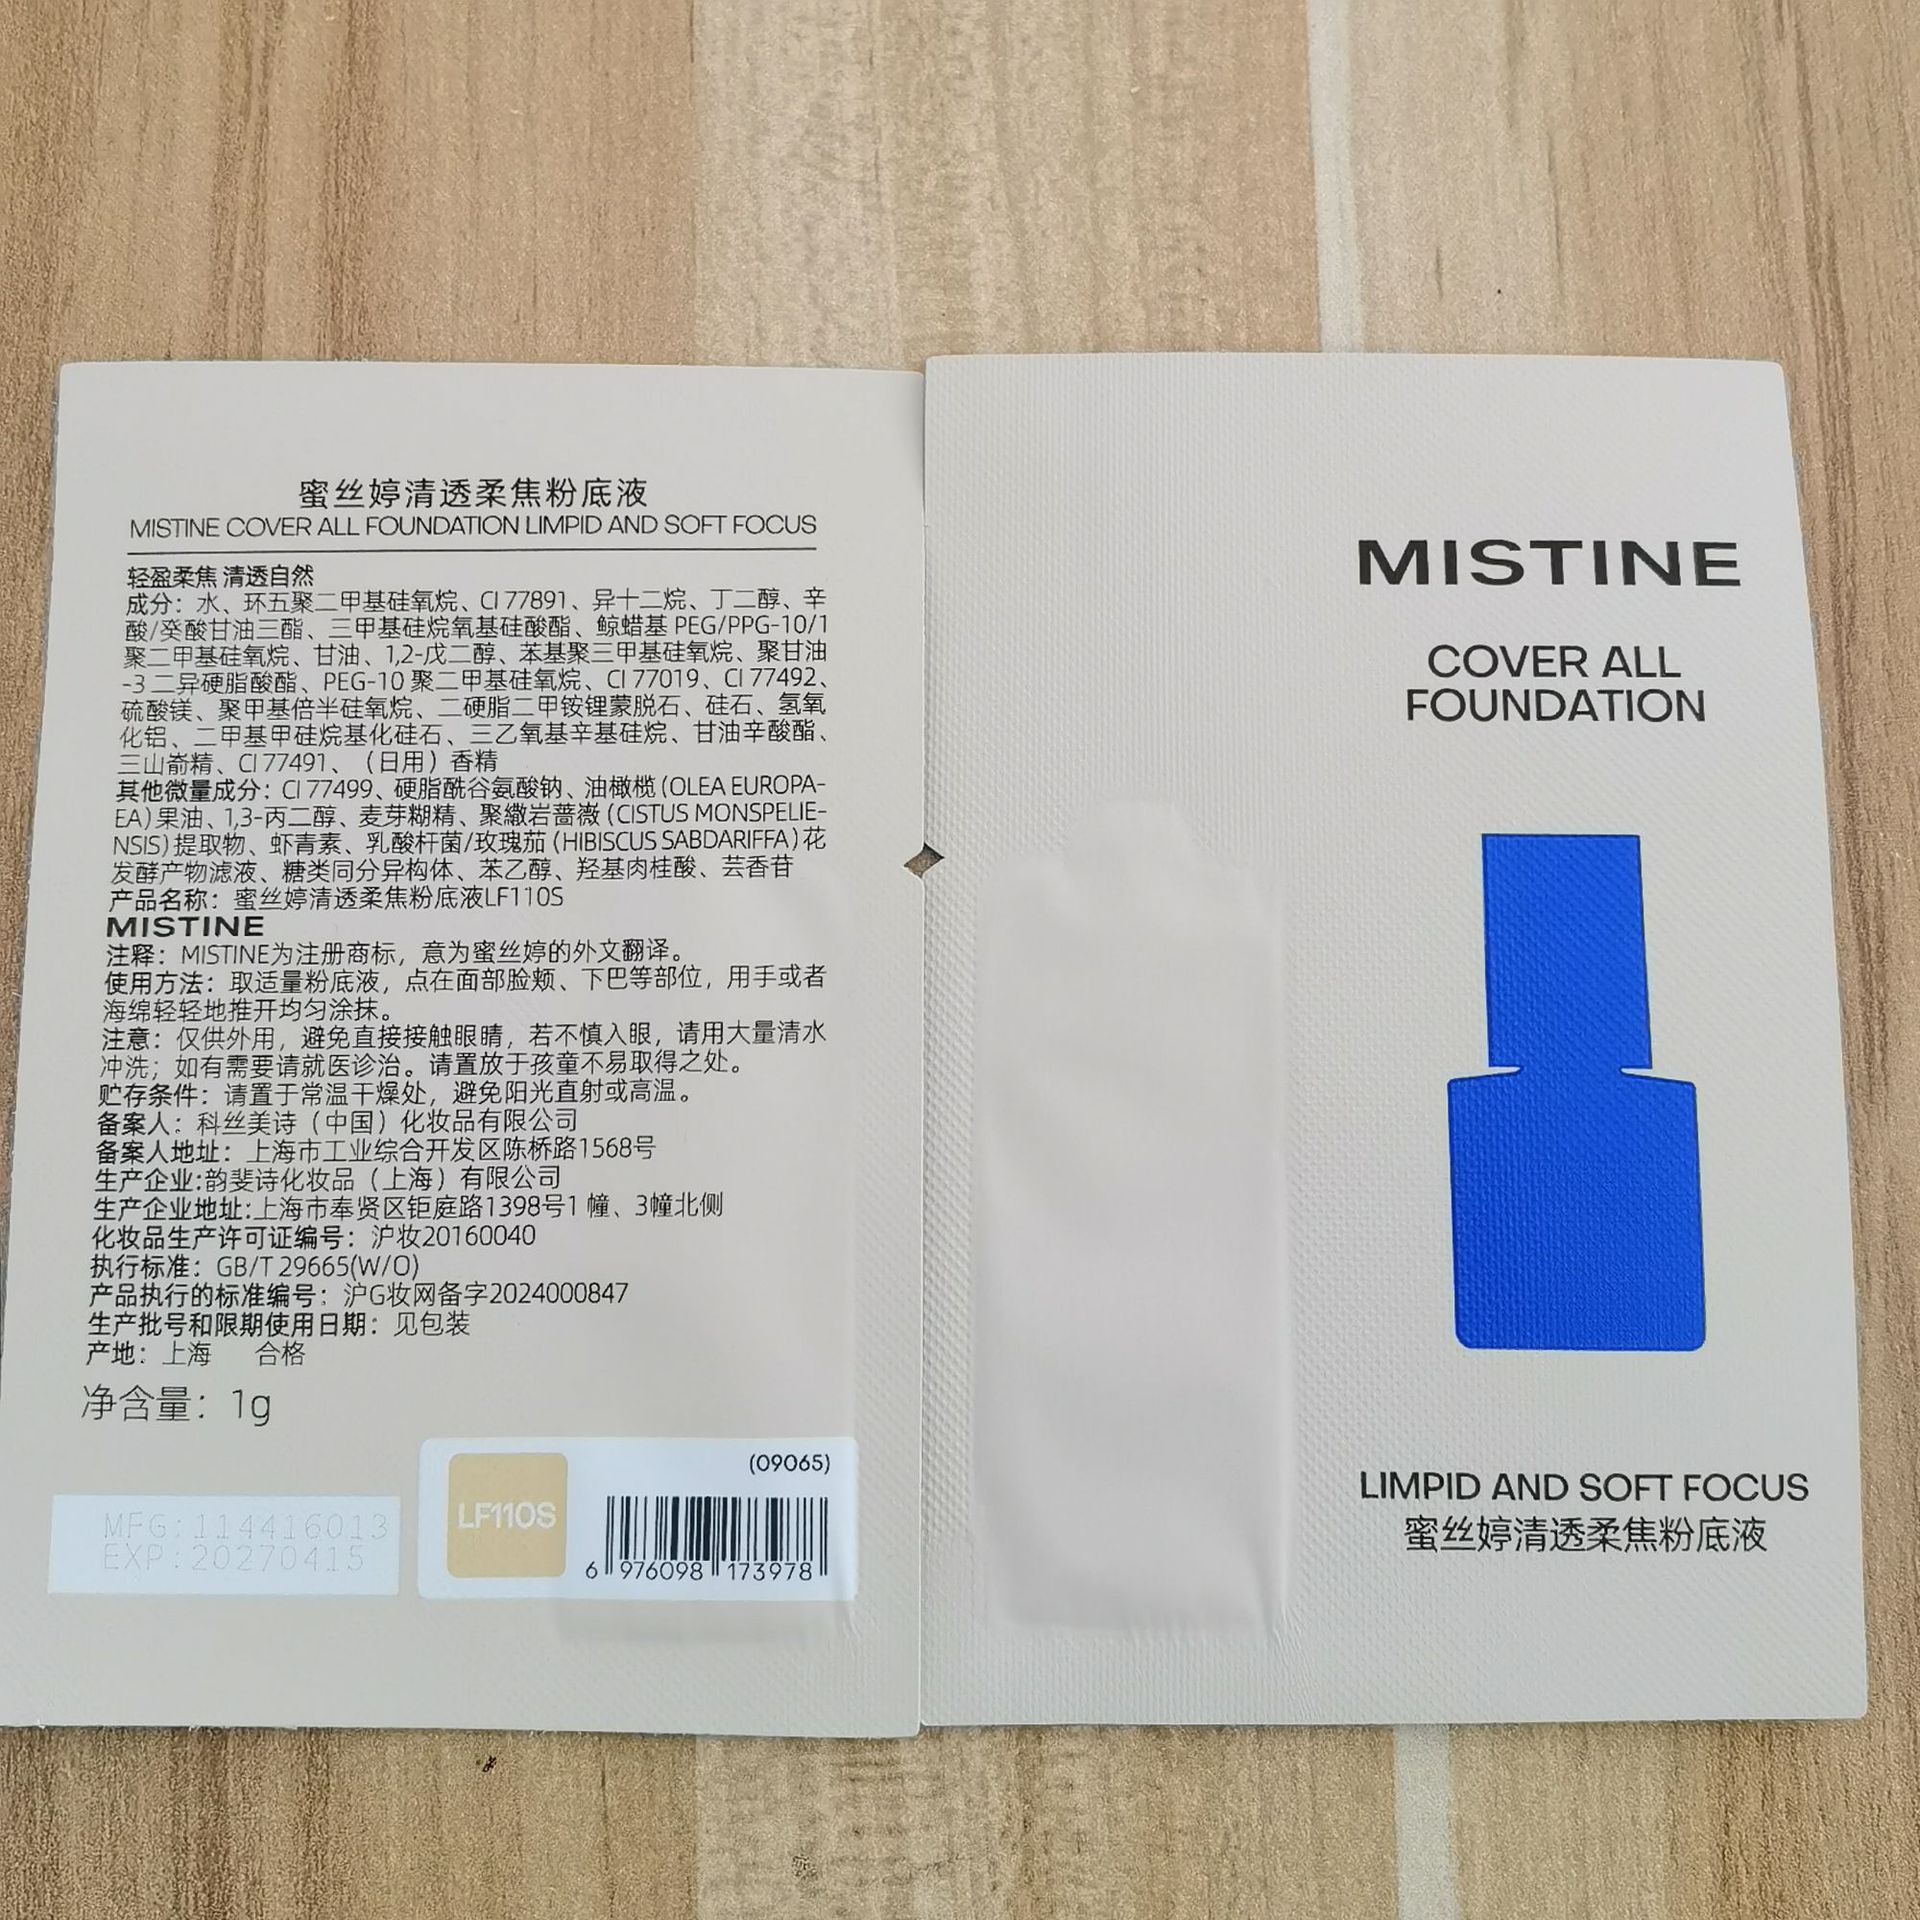 蜜丝婷清透柔焦粉底液
MISTINE COVER ALL FOUNDATION LIMPID AND SOFT FOCUS
轻盈柔焦 清透自然
成分：水、环五聚二甲基硅氧烷、CI 77891、异十二烷、丁二醇、辛
酸/癸酸甘油三酯、三甲基硅烷氧基硅酸酯、鲸蜡基 PEG/PPG-10/1
聚二甲基硅氧烷、甘油、1,2-戊二醇、苯基聚三甲基硅氧烷、聚甘油
-3 二异硬脂酸酯、PEG-10 聚二甲基硅氧烷、CI 77019、CI 77492、
硫酸镁、聚甲基倍半硅氧烷、二硬脂二甲铵锂蒙脱石、硅石、氢氧
化铝、二甲基甲硅烷基化硅石、三乙氧基辛基硅烷、甘油辛酸酯、
三山嵛精、CI 77491、（日用）香精
其他微量成分：CI 77499、硬脂酰谷氨酸钠、油橄榄(OLEA EUROPA-
EA)果油、1,3-丙二醇、麦芽糊精、聚繖岩蔷薇(CISTUS MONSPELIE-
NSIS)提取物、虾青素、乳酸杆菌/玫瑰茄(HIBISCUS SABDARIFFA)花
发酵产物滤液、糖类同分异构体、苯乙醇、羟基肉桂酸、芸香苷
产品名称：蜜丝婷清透柔焦粉底液LF110S
MISTINE
注释：MISTINE为注册商标，意为蜜丝婷的外文翻译。
使用方法：取适量粉底液，点在面部脸颊、下巴等部位，用手或者
海绵轻轻地推开均匀涂抹。
注意：仅供外用，避免直接接触眼睛，若不慎入眼，请用大量清水
冲洗；如有需要请就医诊治。请置放于孩童不易取得之处。
贮存条件：请置于常温干燥处，避免阳光直射或高温。
备案人：科丝美诗（中国）化妆品有限公司
备案人地址：上海市工业综合开发区陈桥路1568号
生产企业:韵斐诗化妆品（上海）有限公司
生产企业地址:上海市奉贤区钜庭路1398号1 幢、3幢北侧
化妆品生产许可证编号：沪妆20160040
执行标准：GB/T 29665(W/O)
产品执行的标准编号：沪G妆网备字2024000847
生产批号和限期使用日期：见包装
产地：上海 合格
净含量：1g
MFG:114416013
EXP:20270415
LF110S
(09065)
6 976098 173978
MISTINE
COVER ALL
FOUNDATION
LIMPID AND SOFT FOCUS
蜜丝婷清透柔焦粉底液